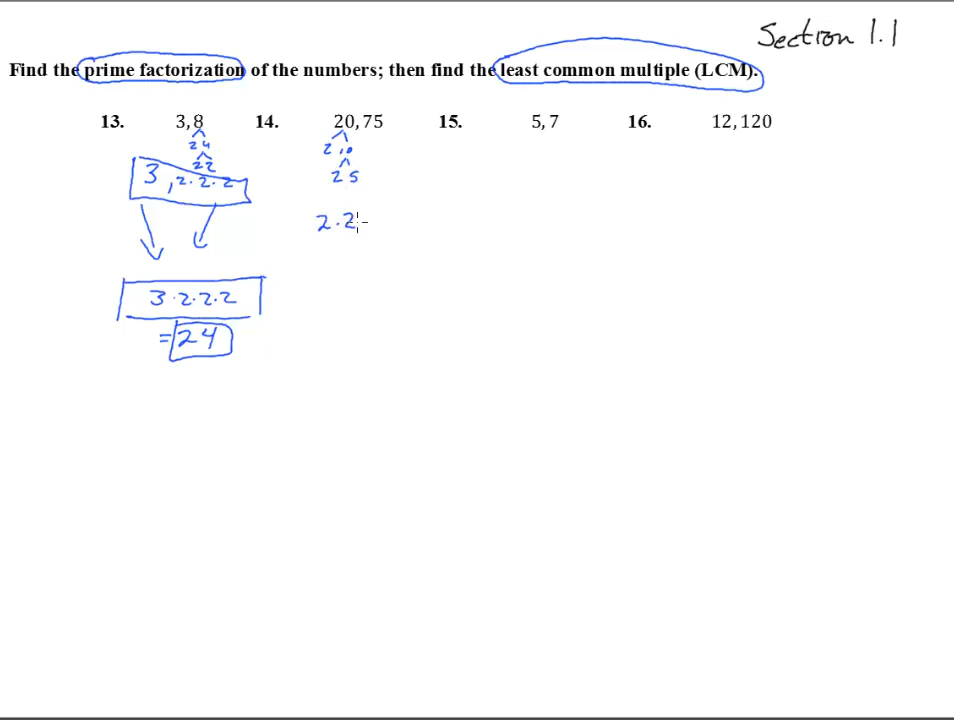 Section 1.1
Find the prime factorization of the numbers; then find the least common multiple (LCM).
13. 3, 8 14. 20, 75 15. 5, 7 16. 12, 120
2 4 2 10
2 2 2 5
3, 2·2·2
2·2
3·2·2·2
=24